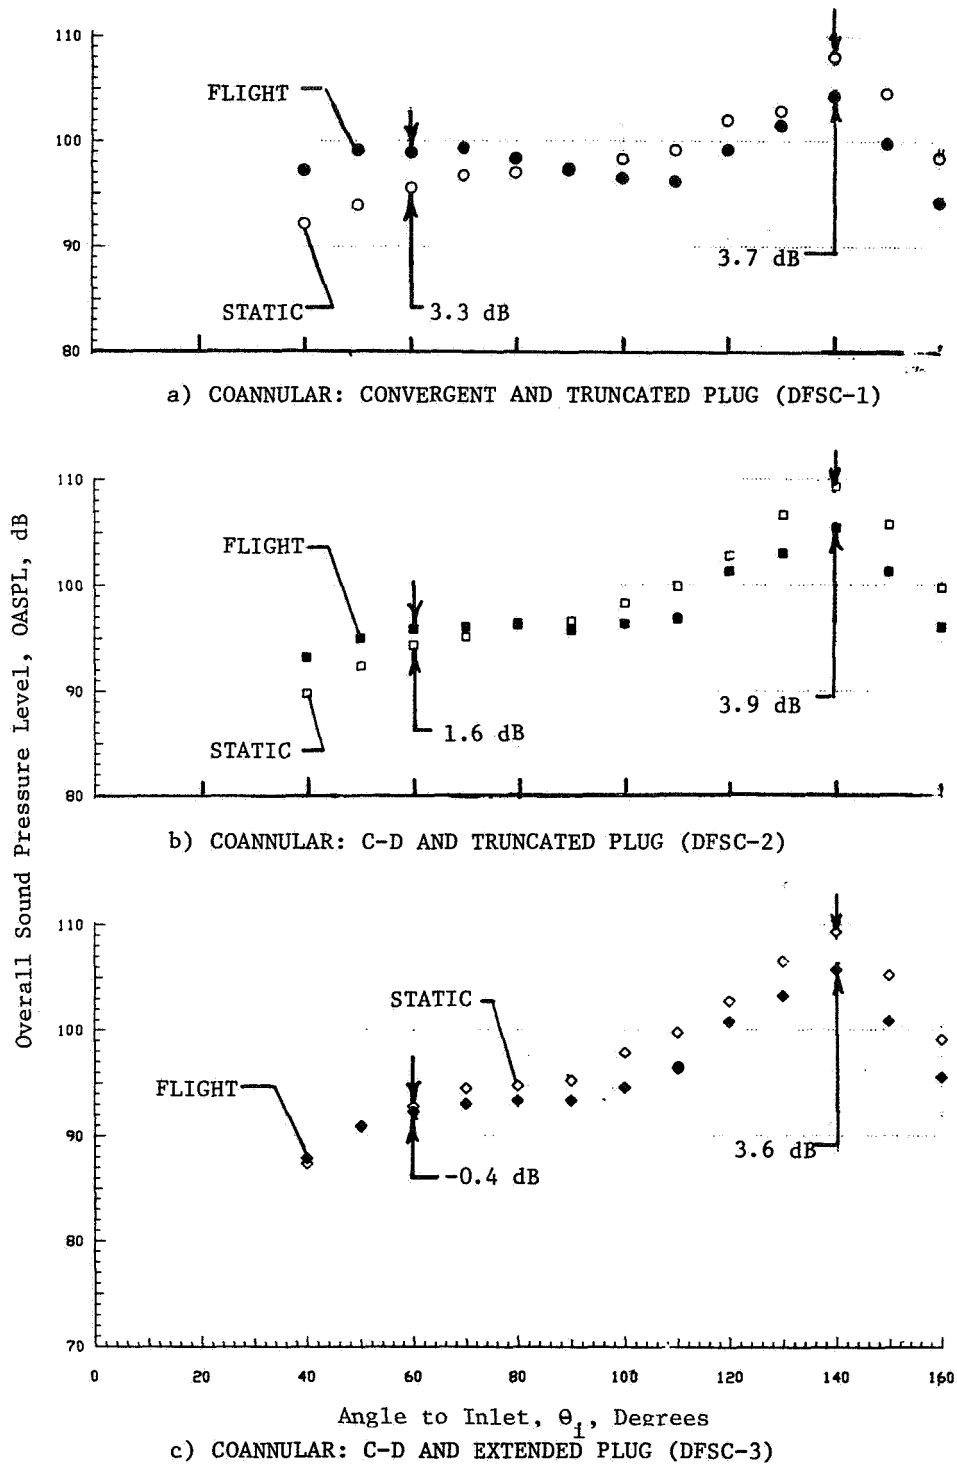 110
FLIGHT
100
90
3.7 dB
STATIC
3.3 dB
80
a) COANNULAR: CONVERGENT AND TRUNCATED PLUG (DFSC-1)
Overall Sound Pressure Level, OASPL, dB
110
FLIGHT
100
90
3.9 dB
1.6 dB
STATIC
80
b) COANNULAR: C-D AND TRUNCATED PLUG (DFSC-2)
110
STATIC
100
FLIGHT
90
3.6 dB
-0.4 dB
80
70
0 20 40 60 80 100 120 140 160
Angle to Inlet, θi, Degrees
c) COANNULAR: C-D AND EXTENDED PLUG (DFSC-3)